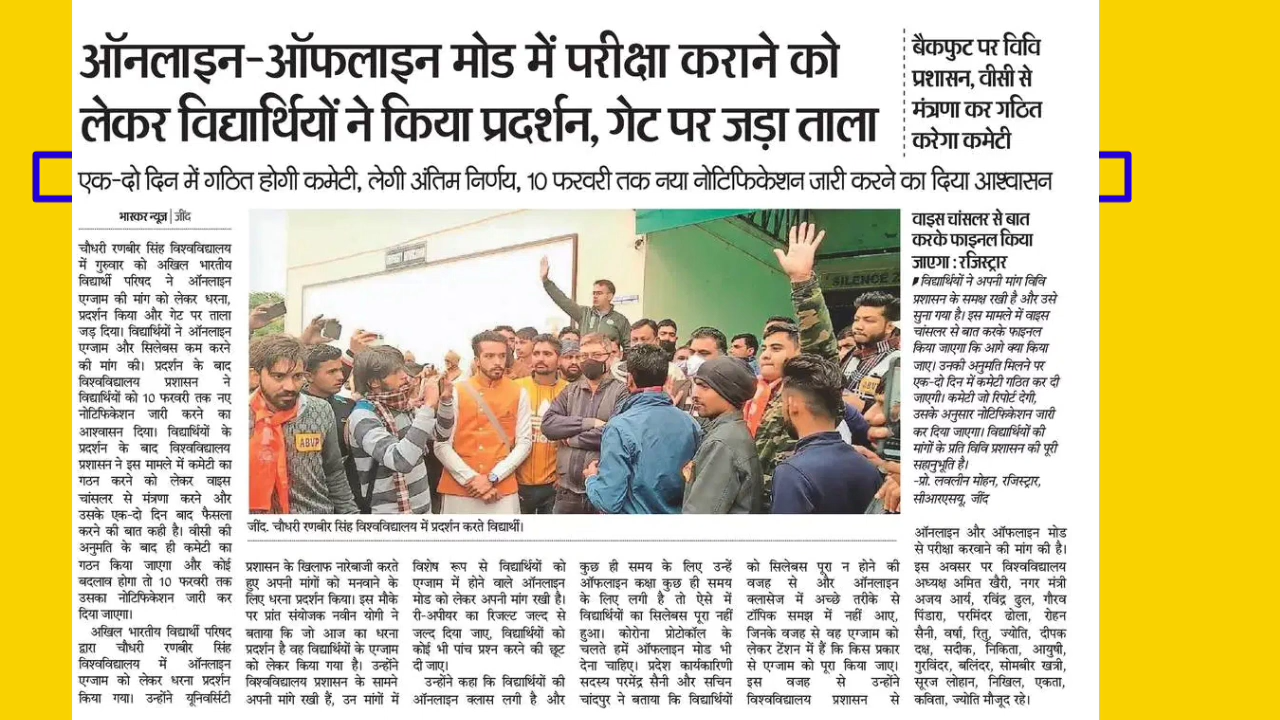 ऑनलाइन-ऑफलाइन मोड में परीक्षा कराने को
लेकर विद्यार्थियों ने किया प्रदर्शन, गेट पर जड़ा ताला
बैकफुट पर विवि
प्रशासन, वीसी से
मंत्रणा कर गठित
करेगा कमेटी
एक-दो दिन में गठित होगी कमेटी, लेगी अंतिम निर्णय, 10 फरवरी तक नया नोटिफिकेशन जारी करने का दिया आश्वासन
भास्कर न्यूज | जींद
चौधरी रणबीर सिंह विश्वविद्यालय
में गुरुवार को अखिल भारतीय
विद्यार्थी परिषद ने ऑनलाइन
एग्जाम की मांग को लेकर धरना,
प्रदर्शन किया और गेट पर ताला
जड़ दिया। विद्यार्थियों ने ऑनलाइन
एग्जाम और सिलेबस कम करने
की मांग की। प्रदर्शन के बाद
विश्वविद्यालय प्रशासन ने
विद्यार्थियों को 10 फरवरी तक नए
नोटिफिकेशन जारी करने का
आश्वासन दिया। विद्यार्थियों के
प्रदर्शन के बाद विश्वविद्यालय
प्रशासन ने इस मामले में कमेटी का
गठन करने को लेकर वाइस
चांसलर से मंत्रणा करने और
उसके एक-दो दिन बाद फैसला
करने की बात कही है। वीसी की
अनुमति के बाद ही कमेटी का
गठन किया जाएगा और कोई
बदलाव होगा तो 10 फरवरी तक
उसका नोटिफिकेशन जारी कर
दिया जाएगा।
अखिल भारतीय विद्यार्थी परिषद
द्वारा चौधरी रणबीर सिंह
विश्वविद्यालय में ऑनलाइन
एग्जाम को लेकर धरना प्रदर्शन
किया गया। उन्होंने यूनिवर्सिटी
SILENCE Z
ABVP
ABVP
जींद. चौधरी रणबीर सिंह विश्वविद्यालय में प्रदर्शन करते विद्यार्थी।
प्रशासन के खिलाफ नारेबाजी करते
हुए अपनी मांगों को मनवाने के
लिए धरना प्रदर्शन किया। इस मौके
पर प्रांत संयोजक नवीन योगी ने
बताया कि जो आज का धरना
प्रदर्शन है वह विद्यार्थियों के एग्जाम
को लेकर किया गया है। उन्होंने
विश्वविद्यालय प्रशासन के सामने
अपनी मांगे रखी हैं, उन मांगों में
विशेष रूप से विद्यार्थियों को
एग्जाम में होने वाले ऑनलाइन
मोड को लेकर अपनी मांग रखी है।
री-अपीयर का रिजल्ट जल्द से
जल्द दिया जाए, विद्यार्थियों को
कोई भी पांच प्रश्न करने की छूट
दी जाए।
उन्होंने कहा कि विद्यार्थियों की
ऑनलाइन क्लास लगी है और
कुछ ही समय के लिए उन्हें
ऑफलाइन कक्षा कुछ ही समय
के लिए लगी है तो ऐसे में
विद्यार्थियों का सिलेबस पूरा नहीं
हुआ। कोरोना प्रोटोकॉल के
चलते हमें ऑफलाइन मोड भी
देना चाहिए। प्रदेश कार्यकारिणी
सदस्य परमेंद्र सैनी और सचिन
चांदपुर ने बताया कि विद्यार्थियों
को सिलेबस पूरा न होने की
वजह से और ऑनलाइन
क्लासेज में अच्छे तरीके से
टॉपिक समझ में नहीं आए,
जिनके वजह से वह एग्जाम को
लेकर टेंशन में हैं कि किस प्रकार
से एग्जाम को पूरा किया जाए।
इस वजह से उन्होंने
विश्वविद्यालय प्रशासन से
वाइस चांसलर से बात
करके फाइनल किया
जाएगा : रजिस्ट्रार
विद्यार्थियों ने अपनी मांग विवि
प्रशासन के समक्ष रखी है और उसे
सुना गया है। इस मामले में वाइस
चांसलर से बात करके फाइनल
किया जाएगा कि आगे क्या किया
जाए। उनकी अनुमति मिलने पर
एक-दो दिन में कमेटी गठित कर दी
जाएगी। कमेटी जो रिपोर्ट देगी,
उसके अनुसार नोटिफिकेशन जारी
कर दिया जाएगा। विद्यार्थियों की
मांगों के प्रति विवि प्रशासन की पूरी
सहानुभूति है।
-प्रो. लवलीन मोहन, रजिस्ट्रार,
सीआरएसयू, जींद
ऑनलाइन और ऑफलाइन मोड
से परीक्षा करवाने की मांग की है।
इस अवसर पर विश्वविद्यालय
अध्यक्ष अमित खैरी, नगर मंत्री
अजय आर्य, रविंद्र ढुल, गौरव
पिंडारा, परमिंदर ढोला, रोहन
सैनी, वर्षा, रितु, ज्योति, दीपक
दक्ष, सदीक, निकिता, आयुषी,
गुरविंदर, बलिंदर, सोमबीर खत्री,
सूरज लोहान, निखिल, एकता,
कविता, ज्योति मौजूद रहे।